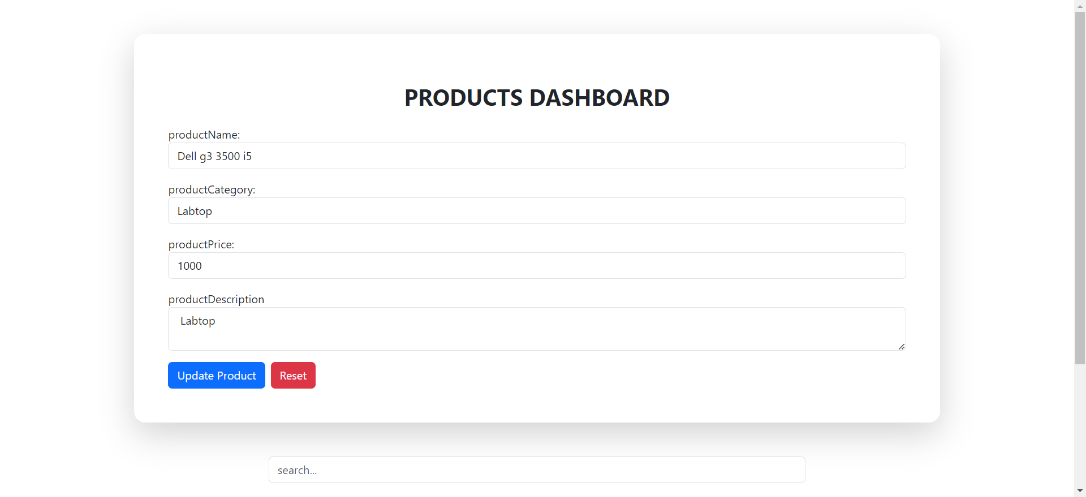 PRODUCTS DASHBOARD
productName:
Dell g3 3500 i5
productCategory:
Labtop
productPrice:
1000
productDescription
Labtop
Update Product Reset
search...